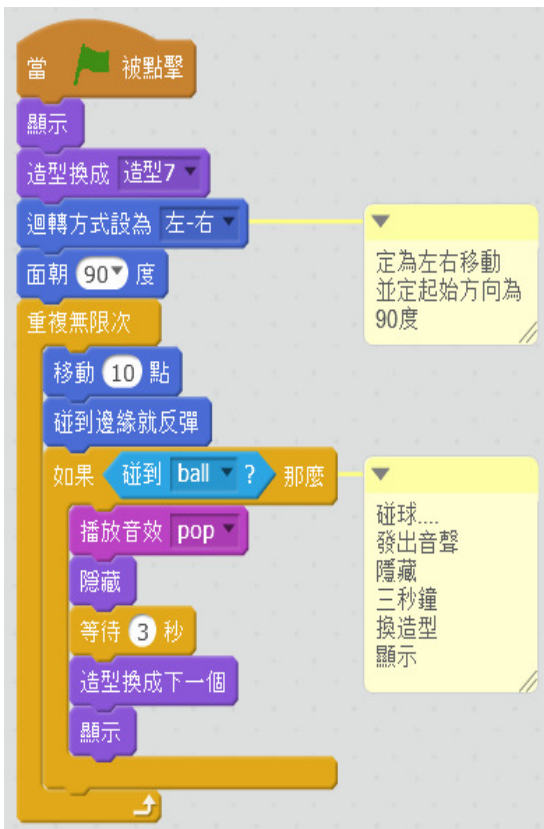 當 被點擊
顯示
造型換成 造型7
迴轉方式設為 左-右
面朝 90 度
重複無限次
移動 10 點
碰到邊緣就反彈
如果 碰到 ball ? 那麼
播放音效 pop
隱藏
等待 3 秒
造型換成下一個
顯示
定為左右移動
並定起始方向為
90度
碰球....
發出音聲
隱藏
三秒鐘
換造型
顯示